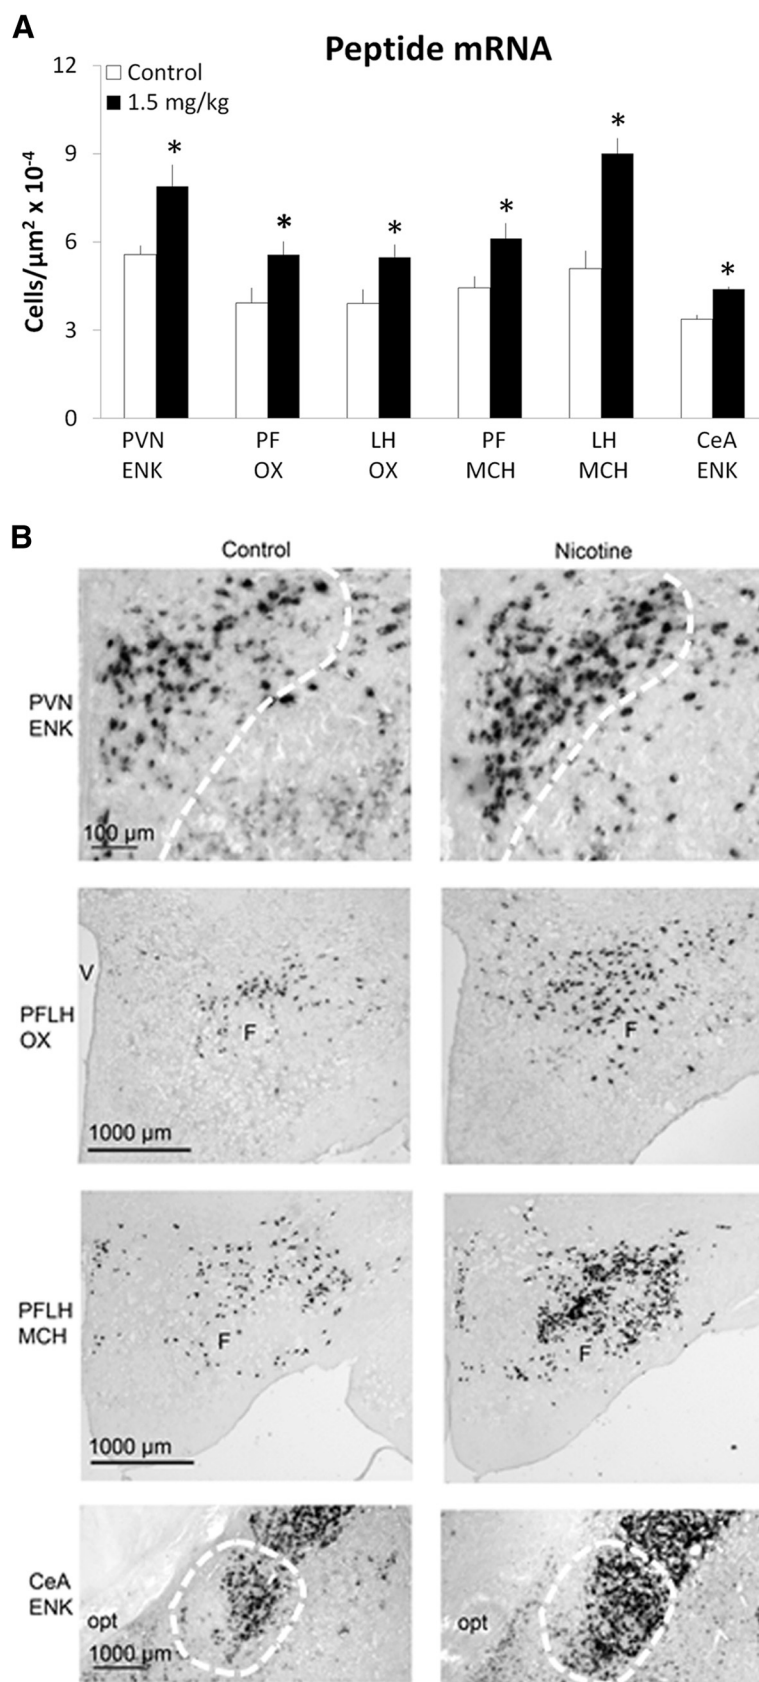 A
Peptide mRNA
12
9
6
3
0
Cells/µm² x 10⁻⁴
Control
1.5 mg/kg
* * * * * *
PVN PF LH PF LH CeA
ENK OX OX MCH MCH ENK
B
Control Nicotine
PVN
ENK
100 µm
PFLH
OX
V
F
F
1000 µm
PFLH
MCH
F
F
1000 µm
CeA
ENK
opt
opt
1000 µm